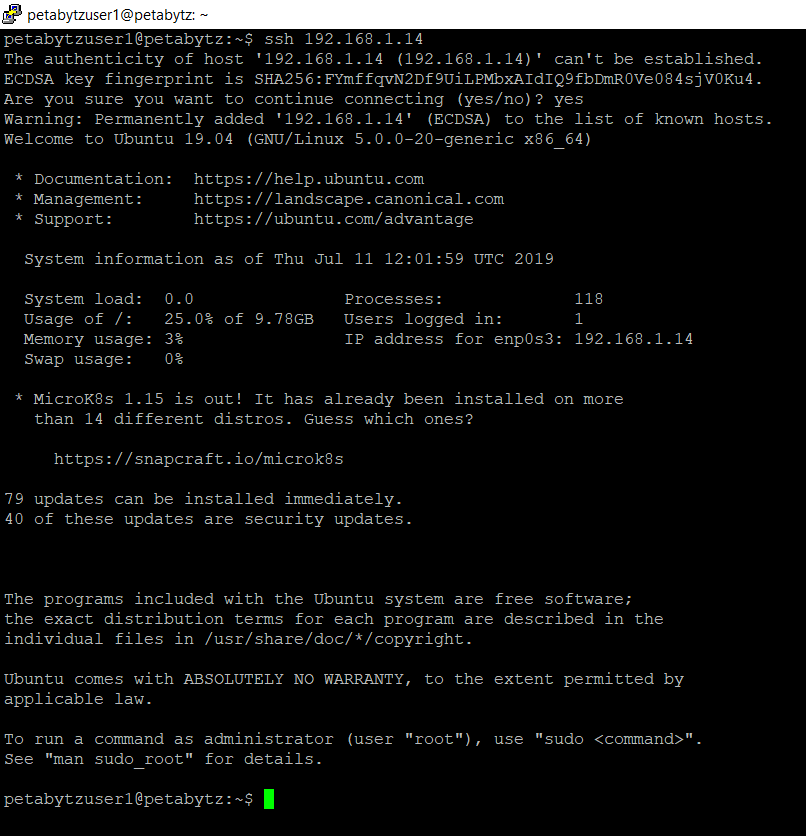 petabytzuser1@petabytz: ~
petabytzuser1@petabytz:~$ ssh 192.168.1.14
The authenticity of host '192.168.1.14 (192.168.1.14)' can't be established.
ECDSA key fingerprint is SHA256:FYmffqvN2Df9UiLPMbxAIdIQ9fbDmR0Ve084sjV0Ku4.
Are you sure you want to continue connecting (yes/no)? yes
Warning: Permanently added '192.168.1.14' (ECDSA) to the list of known hosts.
Welcome to Ubuntu 19.04 (GNU/Linux 5.0.0-20-generic x86_64)
* Documentation:  https://help.ubuntu.com
* Management:     https://landscape.canonical.com
* Support:        https://ubuntu.com/advantage
System information as of Thu Jul 11 12:01:59 UTC 2019
System load:  0.0               Processes:             118
Usage of /:   25.0% of 9.78GB   Users logged in:       1
Memory usage: 3%                IP address for enp0s3: 192.168.1.14
Swap usage:   0%
* MicroK8s 1.15 is out! It has already been installed on more
than 14 different distros. Guess which ones?
https://snapcraft.io/microk8s
79 updates can be installed immediately.
40 of these updates are security updates.
The programs included with the Ubuntu system are free software;
the exact distribution terms for each program are described in the
individual files in /usr/share/doc/*/copyright.
Ubuntu comes with ABSOLUTELY NO WARRANTY, to the extent permitted by
applicable law.
To run a command as administrator (user "root"), use "sudo <command>".
See "man sudo_root" for details.
petabytzuser1@petabytz:~$